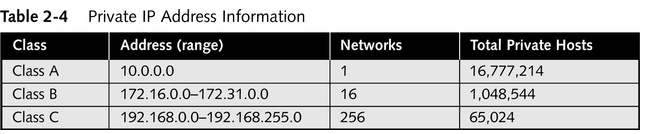 Table 2-4 Private IP Address Information
Class Address (range) Networks Total Private Hosts
Class A 10.0.0.0 1 16,777,214
Class B 172.16.0.0–172.31.0.0 16 1,048,544
Class C 192.168.0.0–192.168.255.0 256 65,024